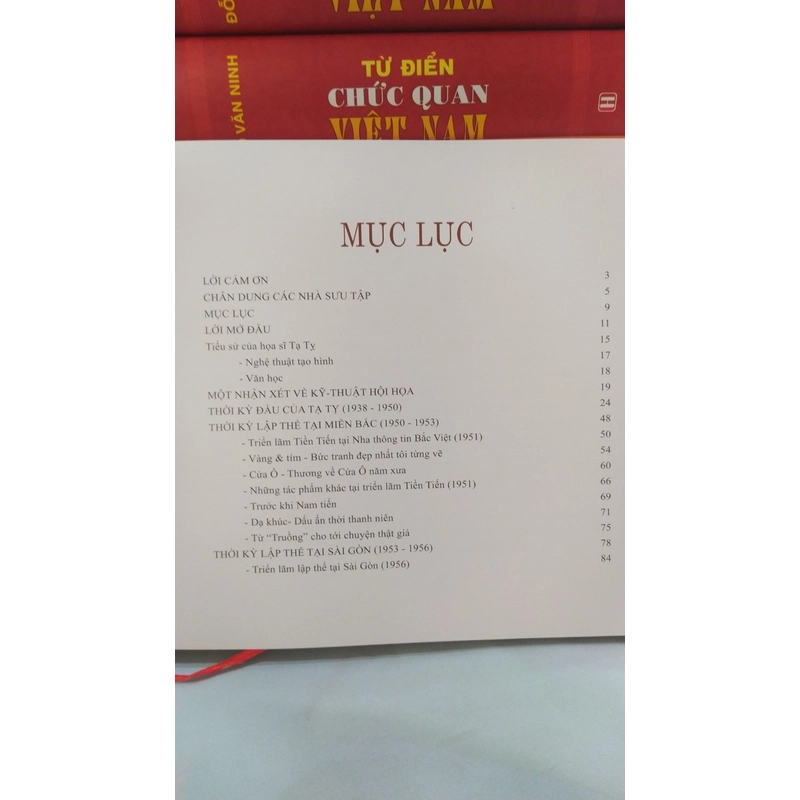 VIỆT NAM
ĐỖ
VĂN NINH
TỪ ĐIỂN
CHỨC QUAN
VIỆT NAM
H
MỤC LỤC
LỜI CÁM ƠN 3
CHÂN DUNG CÁC NHÀ SƯU TẬP 5
MỤC LỤC 9
LỜI MỞ ĐẦU 11
Tiểu sử của họa sĩ Tạ Tỵ 15
- Nghệ thuật tạo hình 17
- Văn học 18
MỘT NHẬN XÉT VỀ KỸ-THUẬT HỘI HỌA 19
THỜI KỲ ĐẦU CỦA TẠ TỴ (1938 - 1950) 24
THỜI KỲ LẬP THỂ TẠI MIỀN BẮC (1950 - 1953) 48
- Triển lãm Tiền Tiến tại Nha thông tin Bắc Việt (1951) 50
- Vàng & tím - Bức tranh đẹp nhất tôi từng vẽ 54
- Cửa Ô - Thương về Cửa Ô năm xưa 60
- Những tác phẩm khác tại triển lãm Tiền Tiến (1951) 66
- Trước khi Nam tiến 69
- Dạ khúc- Dấu ấn thời thanh niên 71
- Từ “Truồng” cho tới chuyện thật giả 75
THỜI KỲ LẬP THỂ TẠI SÀI GÒN (1953 - 1956) 78
- Triển lãm lập thể tại Sài Gòn (1956) 84